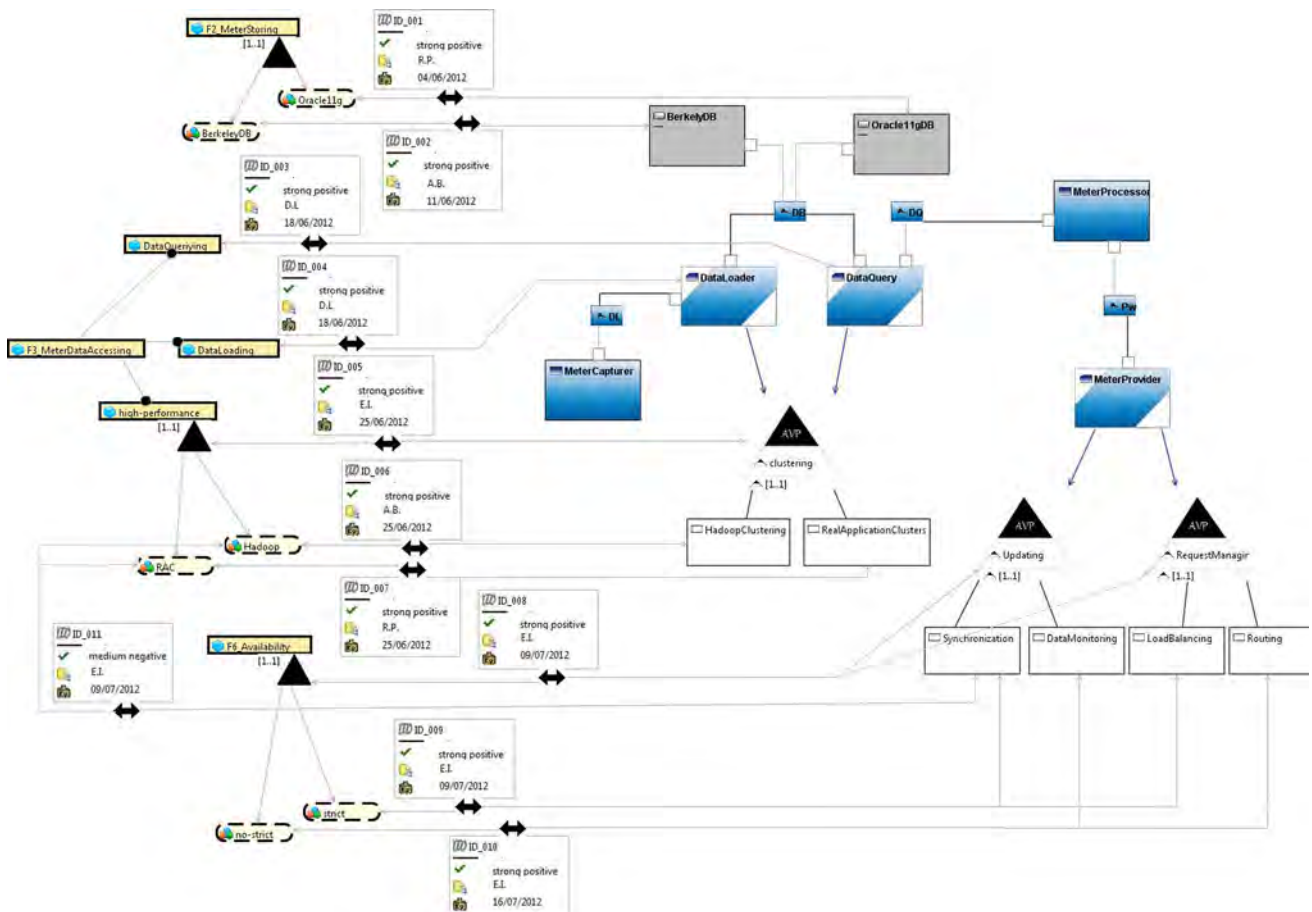 F2_MeterStoring
[1..1]
Oracle11g
BerkeleyDB
ID_001
strong positive
R.P.
04/06/2012
ID_002
strong positive
A.B.
11/06/2012
ID_003
strong positive
D.L
18/06/2012
BerkelyDB
Oracle11gDB
DB
DQ
MeterProcessor
DataQueriying
ID_004
strong positive
D.L
18/06/2012
DataLoader
DataQuery
DL
Pw
F3_MeterDataAccessing
DataLoading
MeterCapturer
MeterProvider
high-performance
[1..1]
ID_005
strong positive
E.I.
25/06/2012
AVP
clustering
[1..1]
ID_006
strong positive
A.B.
25/06/2012
Hadoop
RAC
HadoopClustering
RealApplicationClusters
AVP
Updating
[1..1]
AVP
RequestManagir
[1..1]
ID_007
strong positive
R.P.
25/06/2012
ID_008
strong positive
E.I.
09/07/2012
ID_011
medium negative
E.I.
09/07/2012
F6_Availability
[1..1]
Synchronization
DataMonitoring
LoadBalancing
Routing
ID_009
strong positive
E.I.
09/07/2012
strict
no-strict
ID_010
strong positive
E.I.
16/07/2012